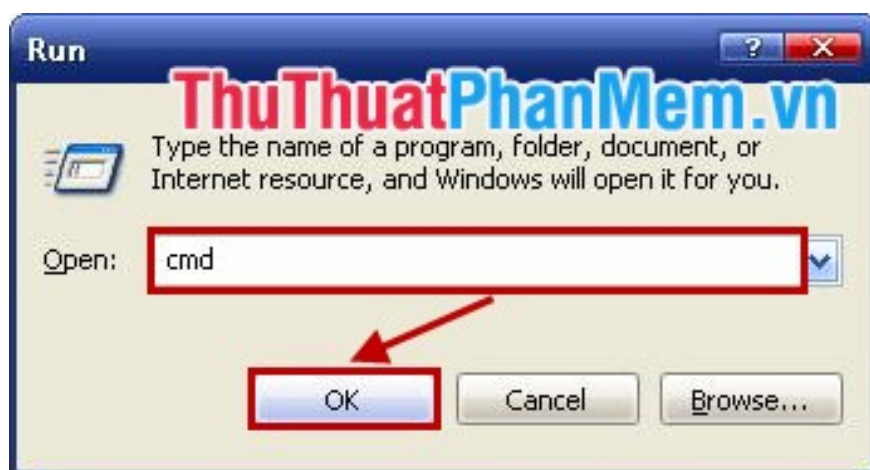 Run
ThuThuatPhanMem.vn
Type the name of a program, folder, document, or
Internet resource, and Windows will open it for you.
Open: cmd
OK Cancel Browse...